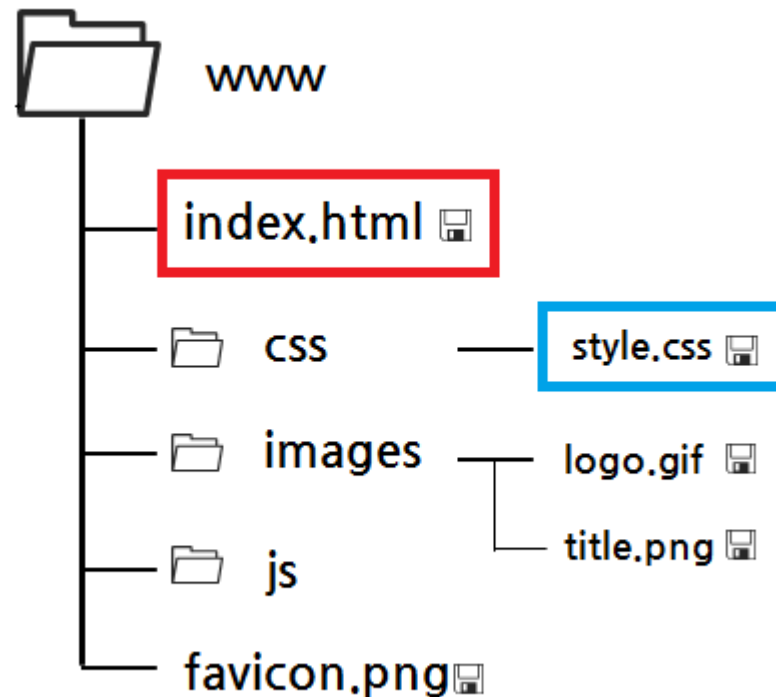 www
index.html
css
style.css
images
logo.gif
title.png
js
favicon.png